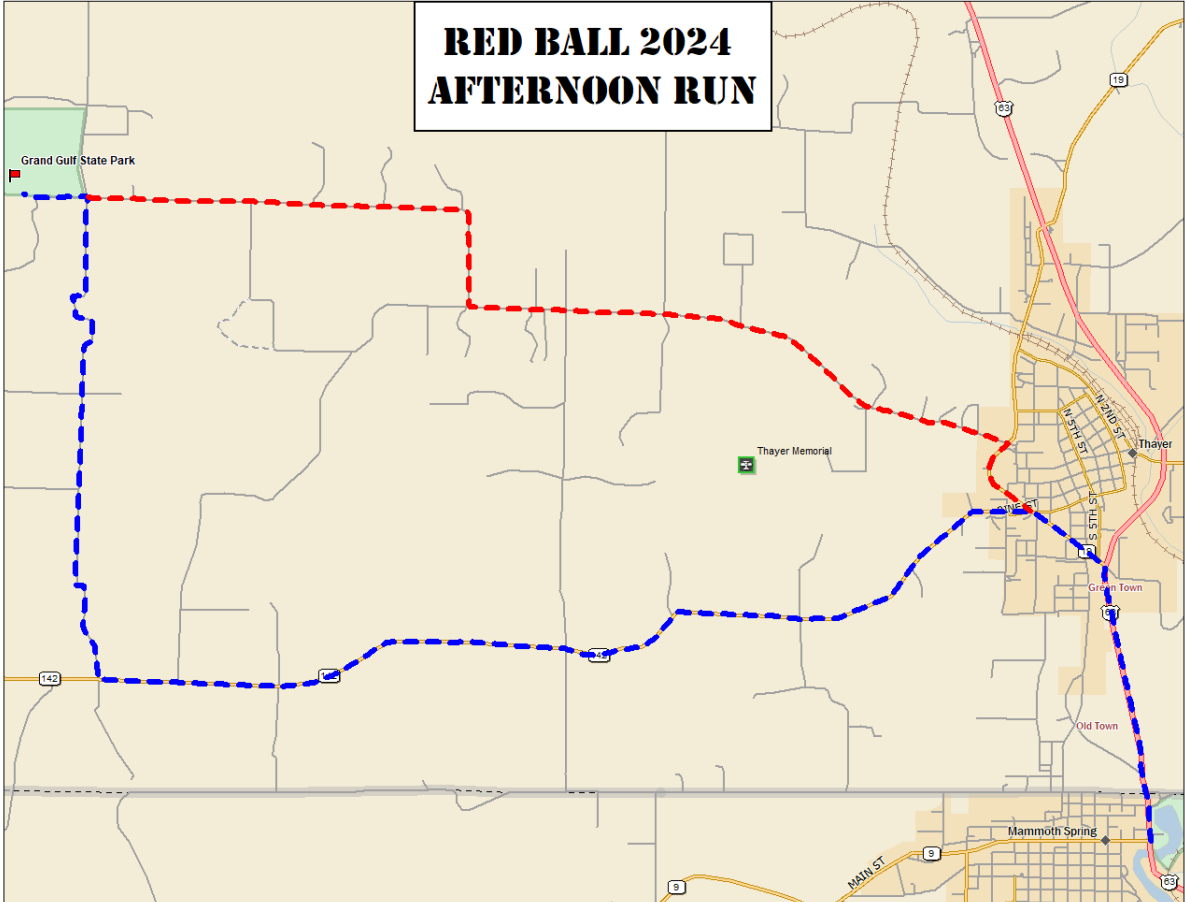 RED BALL 2024
AFTERNOON RUN
63
19
Grand Gulf State Park
N 2ND ST
N 5TH ST
Thayer
Thayer Memorial
S 5TH ST
PINE ST
19
Green Town
63
142
142
142
Old Town
Mammoth Spring
9
MAIN ST
9
63